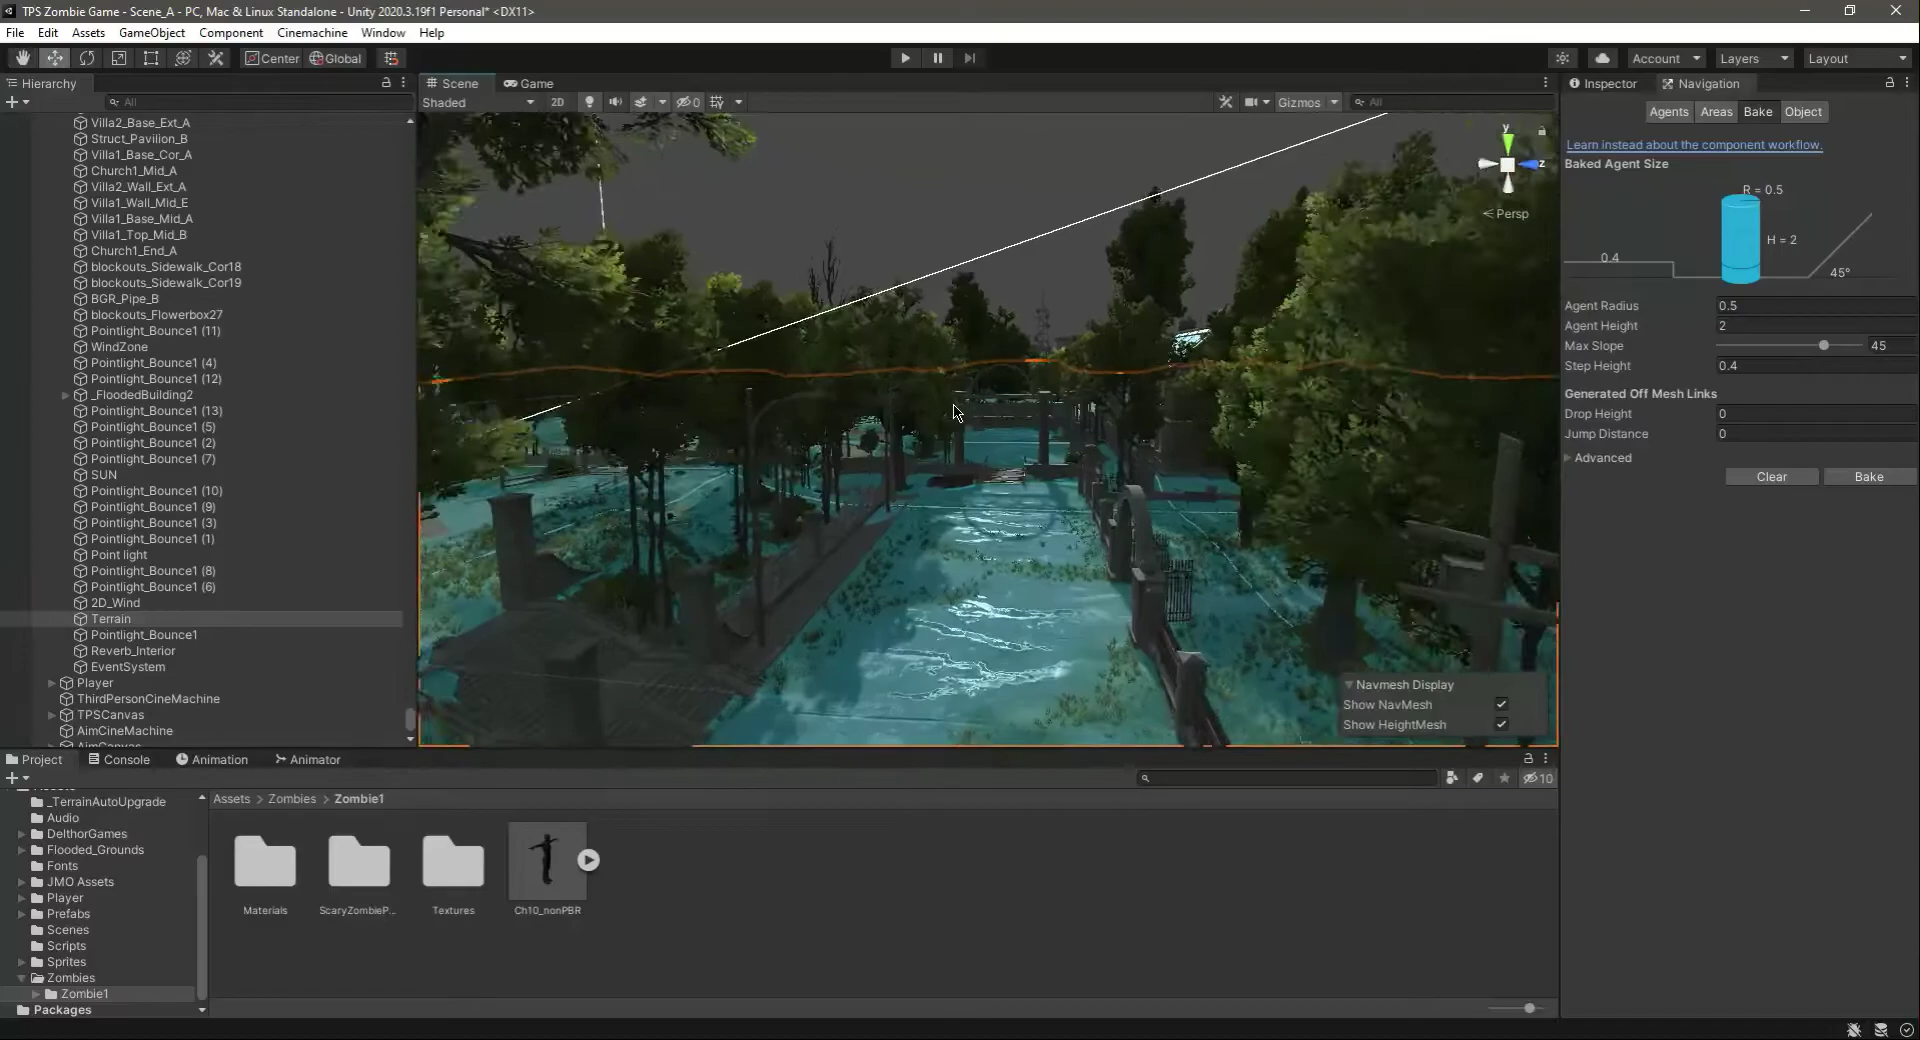 TPS Zombie Game - Scene_A - PC, Mac & Linux Standalone - Unity 2020.3.19f1 Personal* <DX11>
File Edit Assets GameObject Component Cinemachine Window Help
Center Global Account Layers Layout
Hierarchy
All
Villa2_Base_Ext_A
Struct_Pavilion_B
Villa1_Base_Cor_A
Church1_Mid_A
Villa2_Wall_Ext_A
Villa1_Wall_Mid_E
Villa1_Base_Mid_A
Villa1_Top_Mid_B
Church1_End_A
blockouts_Sidewalk_Cor18
blockouts_Sidewalk_Cor19
BGR_Pipe_B
blockouts_Flowerbox27
Pointlight_Bounce1 (11)
WindZone
Pointlight_Bounce1 (4)
Pointlight_Bounce1 (12)
_FloodedBuilding2
Pointlight_Bounce1 (13)
Pointlight_Bounce1 (5)
Pointlight_Bounce1 (2)
Pointlight_Bounce1 (7)
SUN
Pointlight_Bounce1 (10)
Pointlight_Bounce1 (9)
Pointlight_Bounce1 (3)
Pointlight_Bounce1 (1)
Point light
Pointlight_Bounce1 (8)
Pointlight_Bounce1 (6)
2D_Wind
Terrain
Pointlight_Bounce1
Reverb_Interior
EventSystem
Player
ThirdPersonCineMachine
TPSCanvas
AimCineMachine
AimCanvas
Scene Game
Shaded 2D 0 Gizmos All
y
z
Persp
Navmesh Display
Show NavMesh
Show HeightMesh
Inspector Navigation
Agents Areas Bake Object
Learn instead about the component workflow.
Baked Agent Size
R = 0.5
H = 2
0.4
45°
Agent Radius 0.5
Agent Height 2
Max Slope 45
Step Height 0.4
Generated Off Mesh Links
Drop Height 0
Jump Distance 0
Advanced
Clear Bake
Project Console Animation Animator
10
Assets
_TerrainAutoUpgrade
Audio
DelthorGames
Flooded_Grounds
Fonts
JMO Assets
Player
Prefabs
Scenes
Scripts
Sprites
Zombies
Zombie1
Packages
Assets > Zombies > Zombie1
Materials ScaryZombieP... Textures Ch10_nonPBR